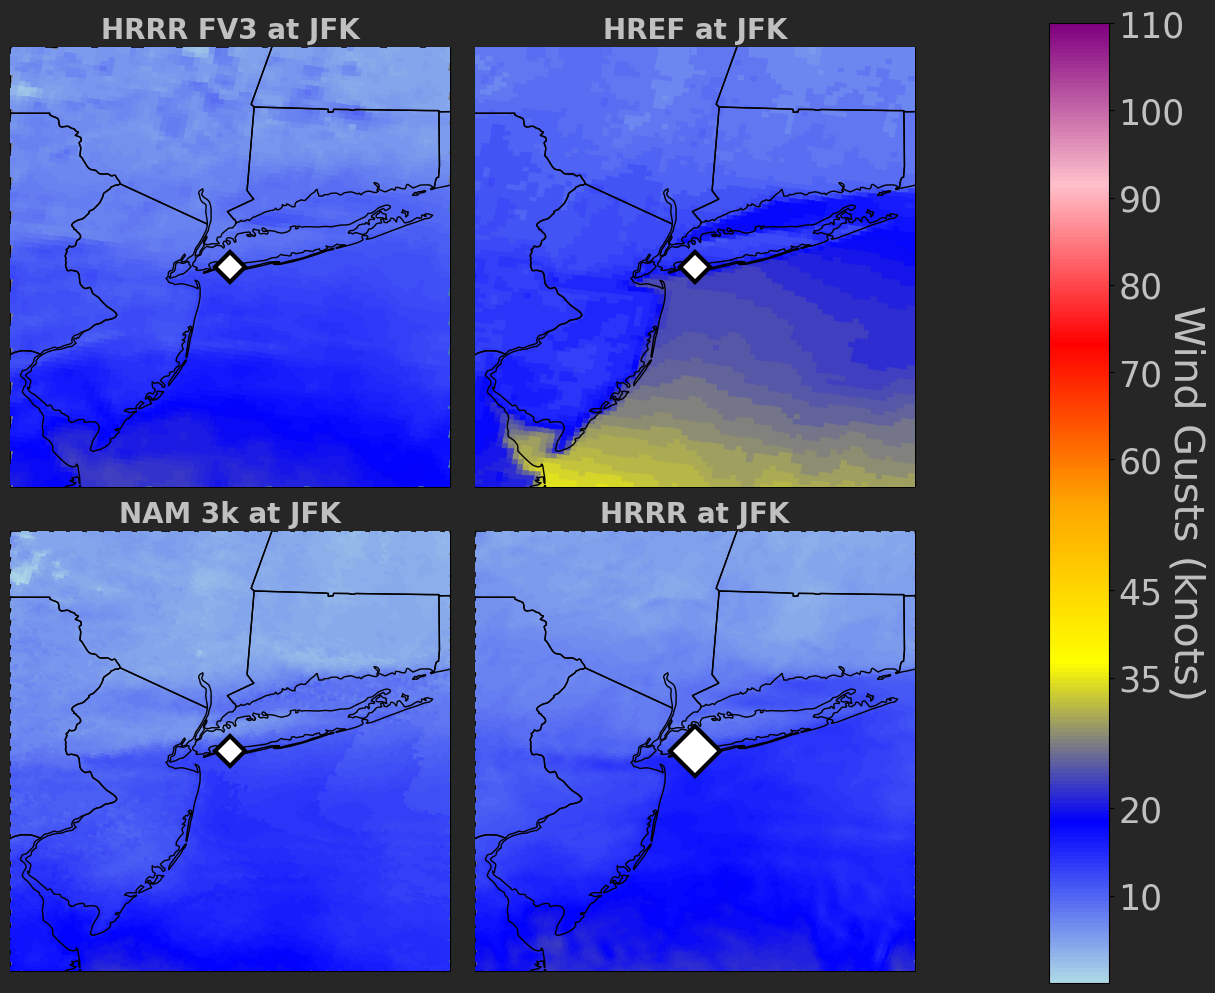 HRRR FV3 at JFK
HREF at JFK
NAM 3k at JFK
HRRR at JFK
110
100
90
80
70
60
45
35
20
10
Wind Gusts (knots)